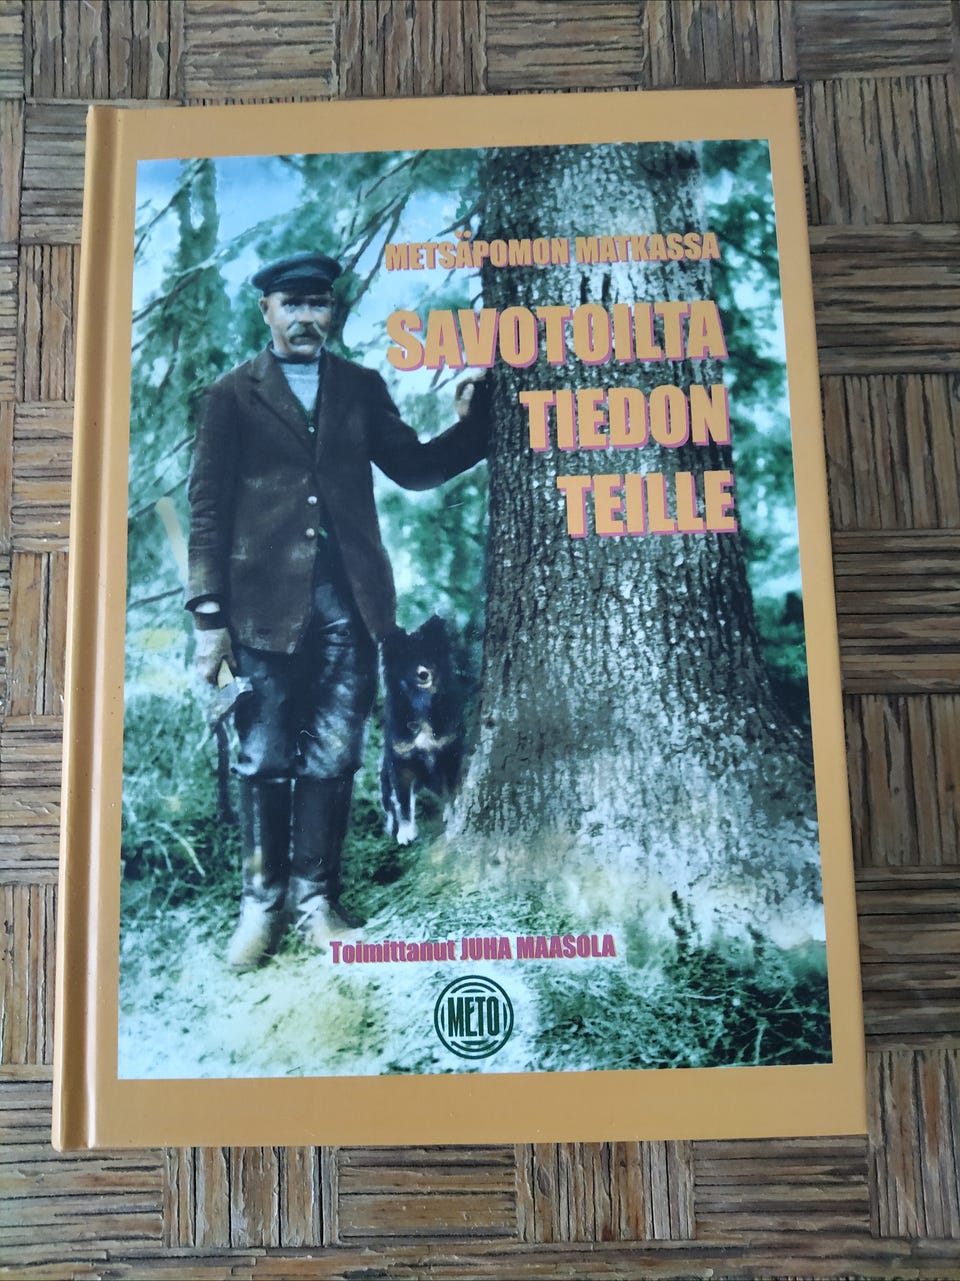 METSÄPOMON MATKASSA
SAVOTOILTA
TIEDON
TEILLE
Toimittanut JUHA MAASOLA
METO